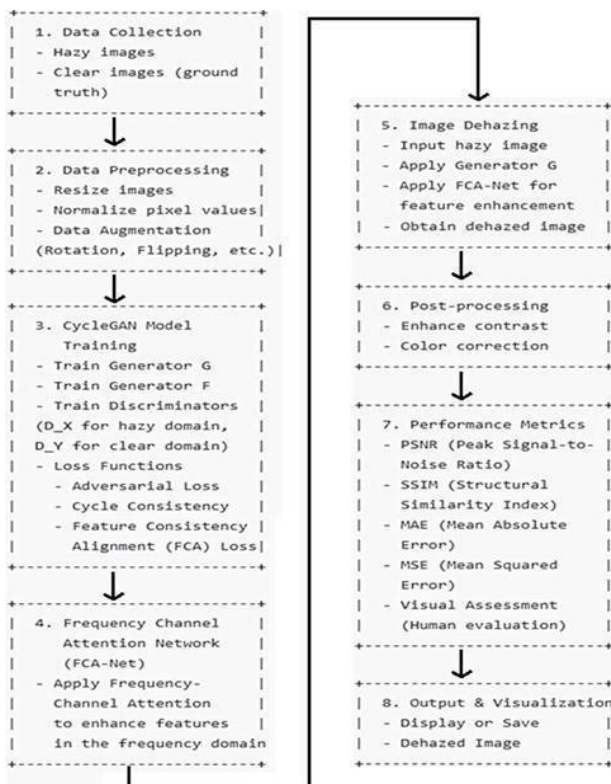 1. Data Collection
- Hazy images
- Clear images (ground
truth)
2. Data Preprocessing
- Resize images
- Normalize pixel values
- Data Augmentation
(Rotation, Flipping, etc.)
3. CycleGAN Model
Training
- Train Generator G
- Train Generator F
- Train Discriminators
(D_X for hazy domain,
D_Y for clear domain)
- Loss Functions
- Adversarial Loss
- Cycle Consistency
- Feature Consistency
Alignment (FCA) Loss
4. Frequency Channel
Attention Network
(FCA-Net)
- Apply Frequency-
Channel Attention
to enhance features
in the frequency domain
5. Image Dehazing
- Input hazy image
- Apply Generator G
- Apply FCA-Net for
feature enhancement
- Obtain dehazed image
6. Post-processing
- Enhance contrast
- Color correction
7. Performance Metrics
- PSNR (Peak Signal-to-
Noise Ratio)
- SSIM (Structural
Similarity Index)
- MAE (Mean Absolute
Error)
- MSE (Mean Squared
Error)
- Visual Assessment
(Human evaluation)
8. Output & Visualization
- Display or Save
- Dehazed Image